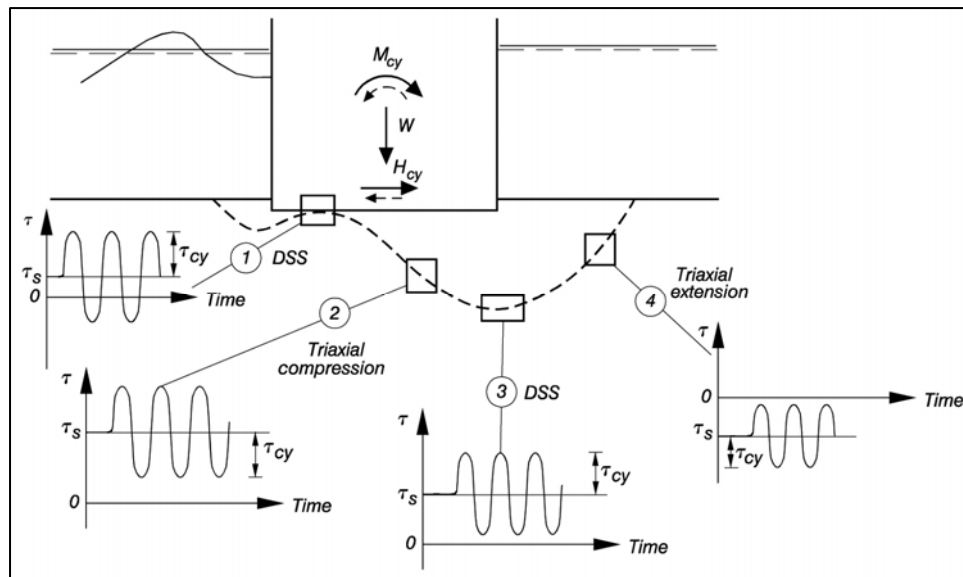 M_cy
W
H_cy
τ
τ_cy
τ_s
0
Time
1 DSS
2
Triaxial
compression
τ
τ_s
τ_cy
0
Time
3 DSS
τ
τ_cy
τ_s
0
Time
4
Triaxial
extension
τ
0
Time
τ_s
τ_cy